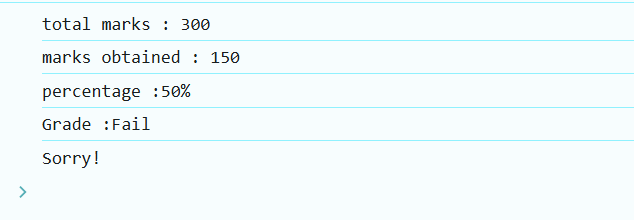 total marks : 300
marks obtained : 150
percentage :50%
Grade :Fail
Sorry!